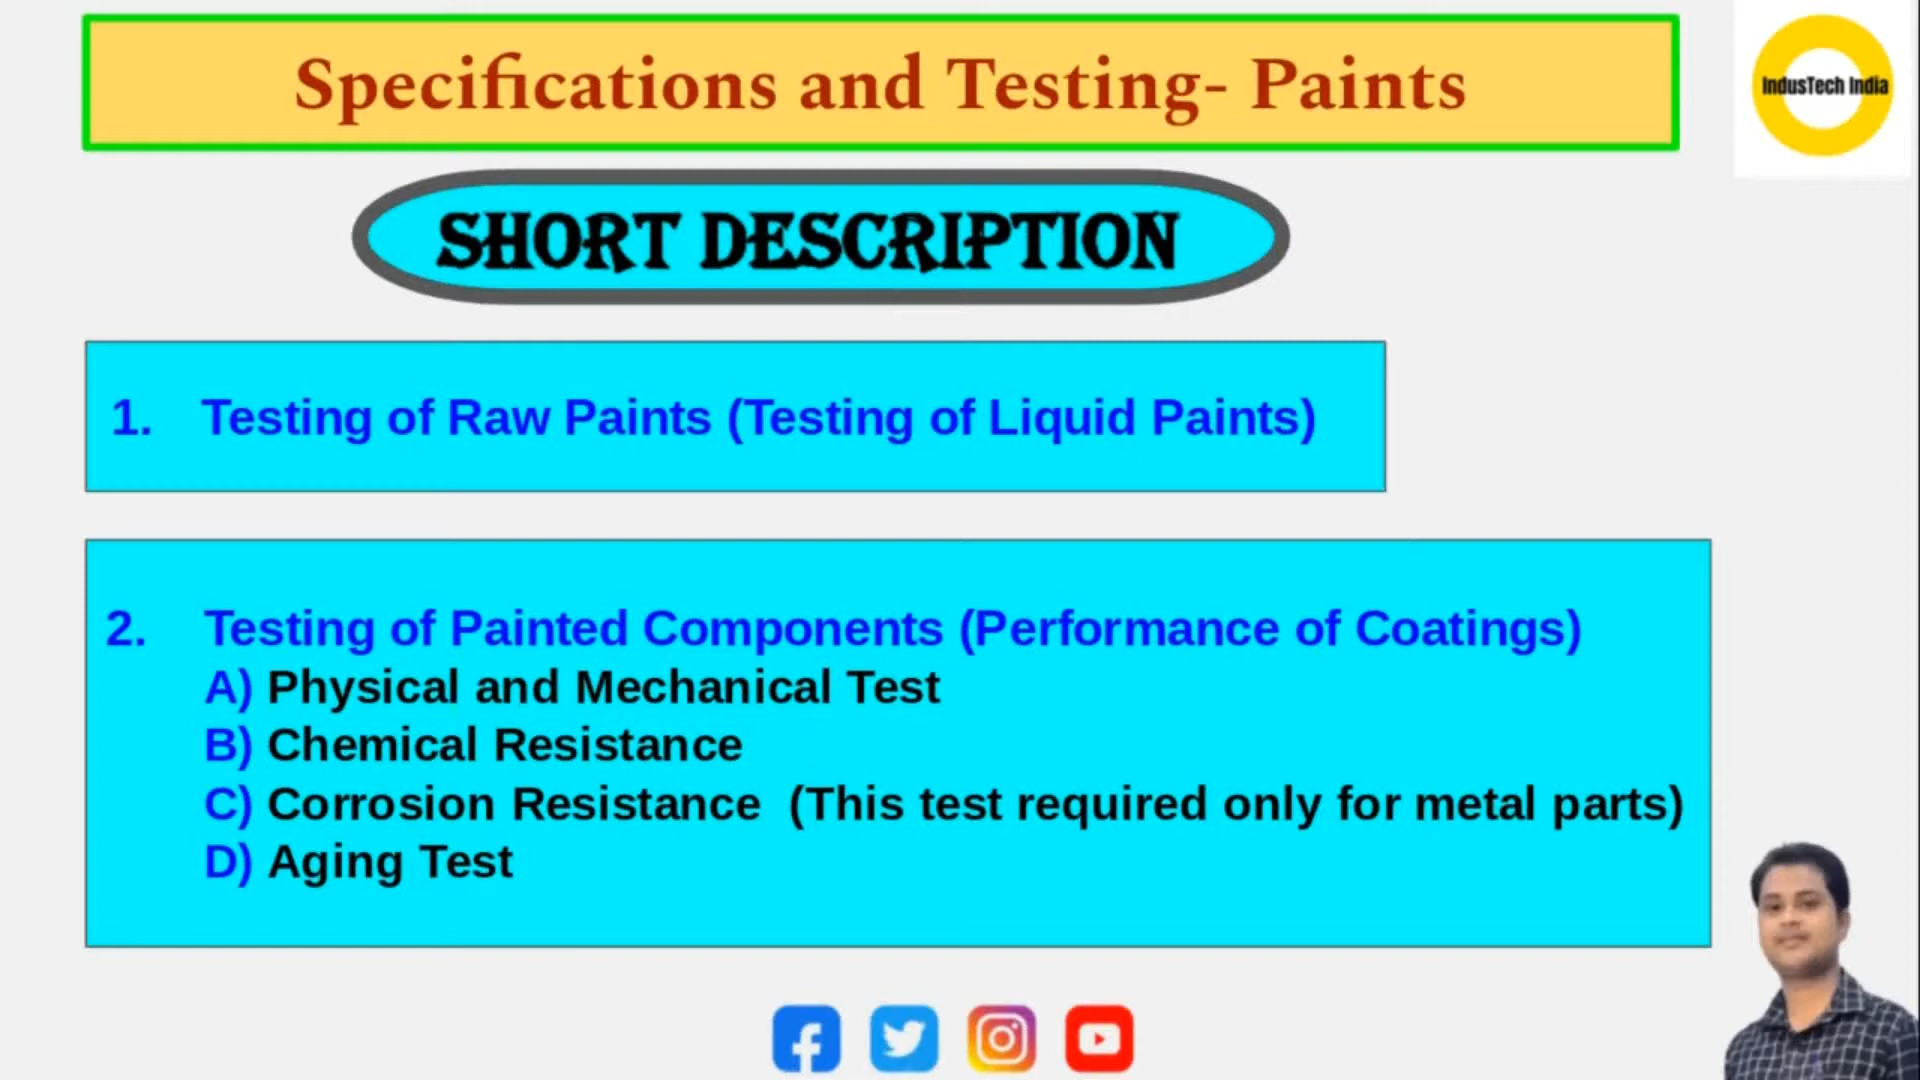 Specifications and Testing- Paints
IndusTech India
SHORT DESCRIPTION
1. Testing of Raw Paints (Testing of Liquid Paints)
2. Testing of Painted Components (Performance of Coatings)
A) Physical and Mechanical Test
B) Chemical Resistance
C) Corrosion Resistance (This test required only for metal parts)
D) Aging Test